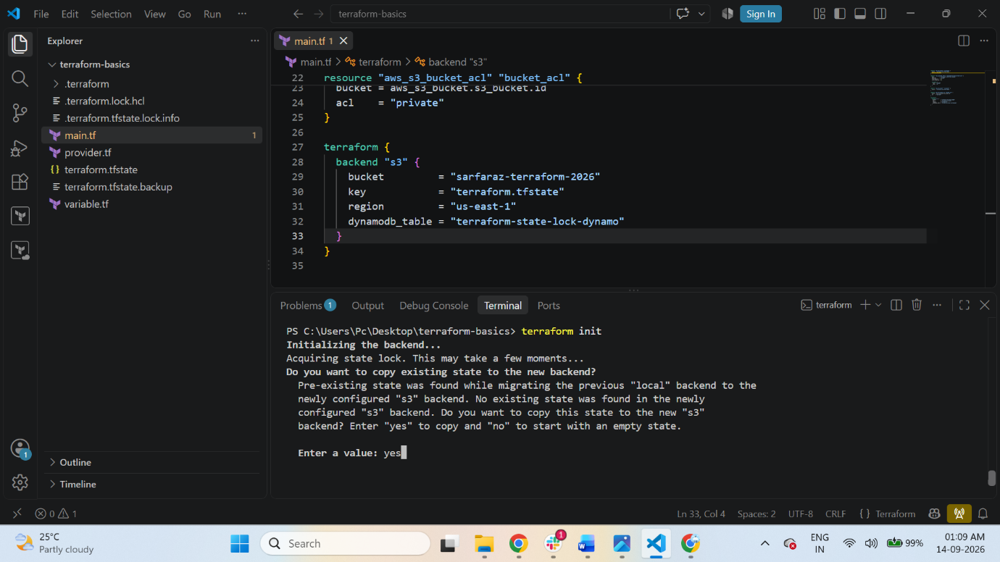 File Edit Selection View Go Run ··· terraform-basics Sign In
Explorer ···
terraform-basics
.terraform
.terraform.lock.hcl
.terraform.tfstate.lock.info
main.tf 1
provider.tf
{} terraform.tfstate
terraform.tfstate.backup
variable.tf
Outline
Timeline
main.tf 1
main.tf > terraform > backend "s3"
22 resource "aws_s3_bucket_acl" "bucket_acl" {
23 bucket = aws_s3_bucket.s3_bucket.id
24 acl = "private"
25 }
26
27 terraform {
28 backend "s3" {
29 bucket = "sarfaraz-terraform-2026"
30 key = "terraform.tfstate"
31 region = "us-east-1"
32 dynamodb_table = "terraform-state-lock-dynamo"
33 }
34 }
35
Problems 1 Output Debug Console Terminal Ports terraform
PS C:\Users\Pc\Desktop\terraform-basics> terraform init
Initializing the backend...
Acquiring state lock. This may take a few moments...
Do you want to copy existing state to the new backend?
Pre-existing state was found while migrating the previous "local" backend to the
newly configured "s3" backend. No existing state was found in the newly
configured "s3" backend. Do you want to copy this state to the new "s3"
backend? Enter "yes" to copy and "no" to start with an empty state.
Enter a value: yes
1
0 1 Ln 33, Col 4 Spaces: 2 UTF-8 CRLF {} Terraform
25°C
Partly cloudy
Search
1
ENG
IN
99%
01:09 AM
14-09-2026